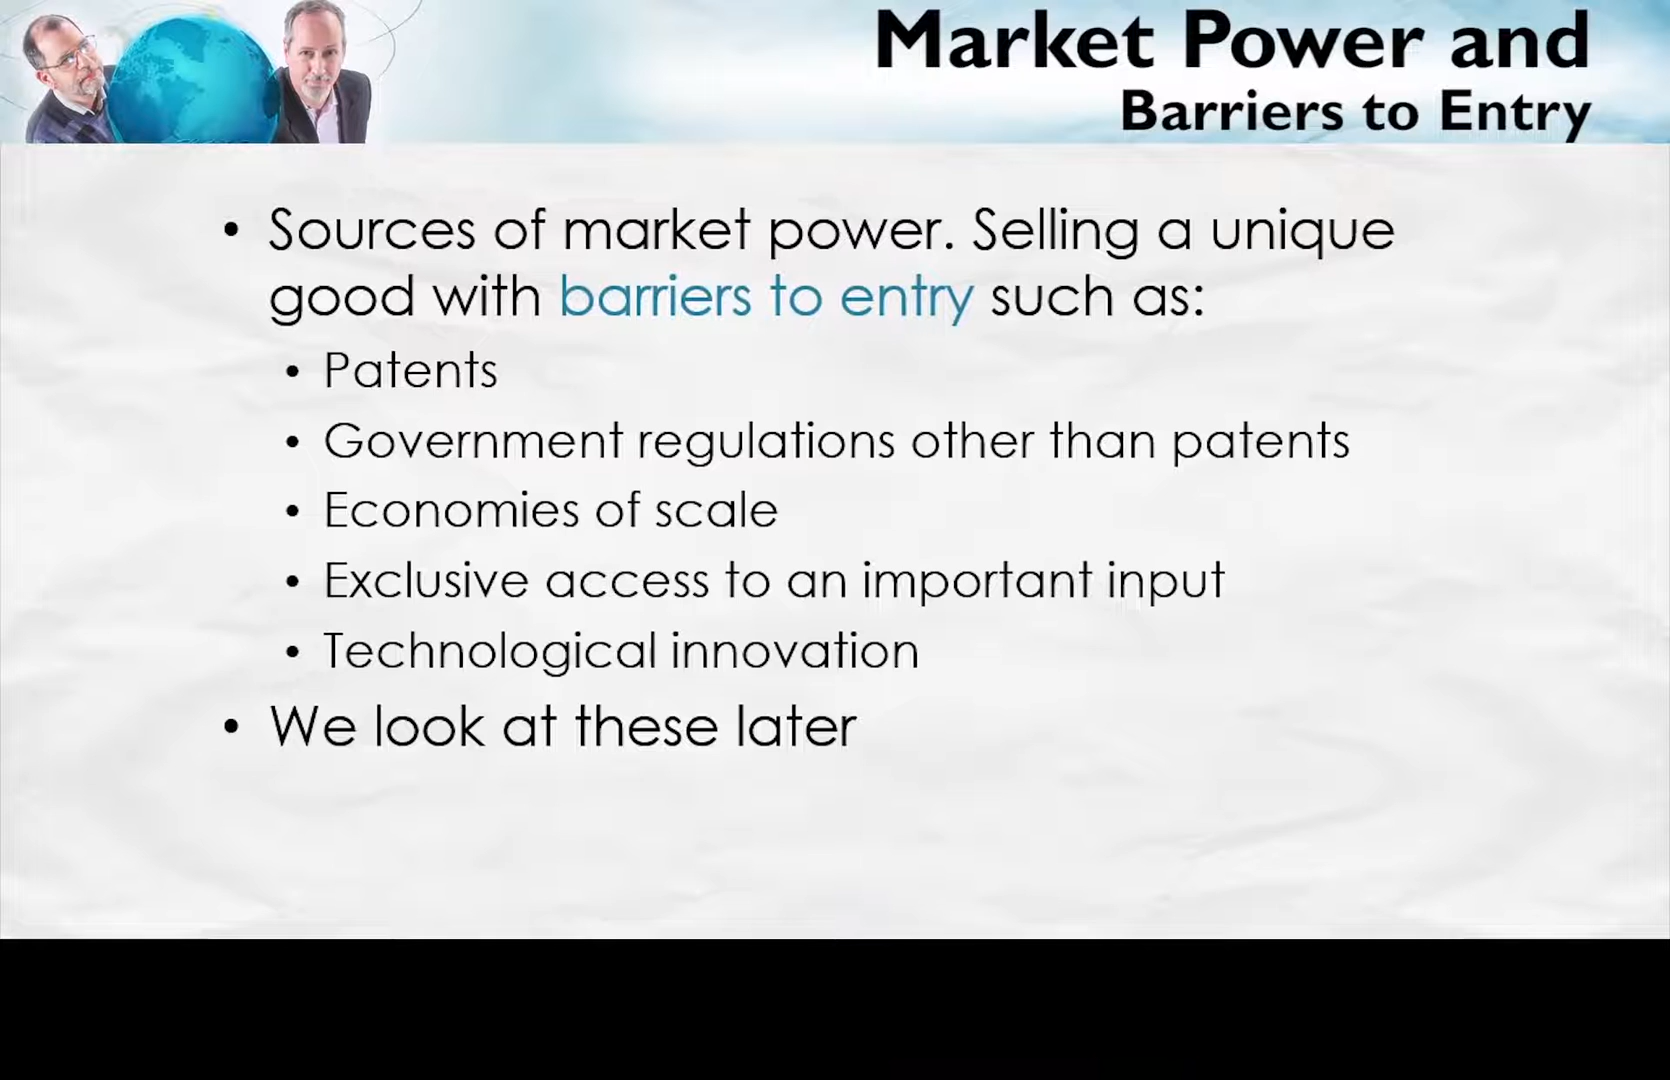 Market Power and
Barriers to Entry
• Sources of market power. Selling a unique
good with barriers to entry such as:
• Patents
• Government regulations other than patents
• Economies of scale
• Exclusive access to an important input
• Technological innovation
• We look at these later